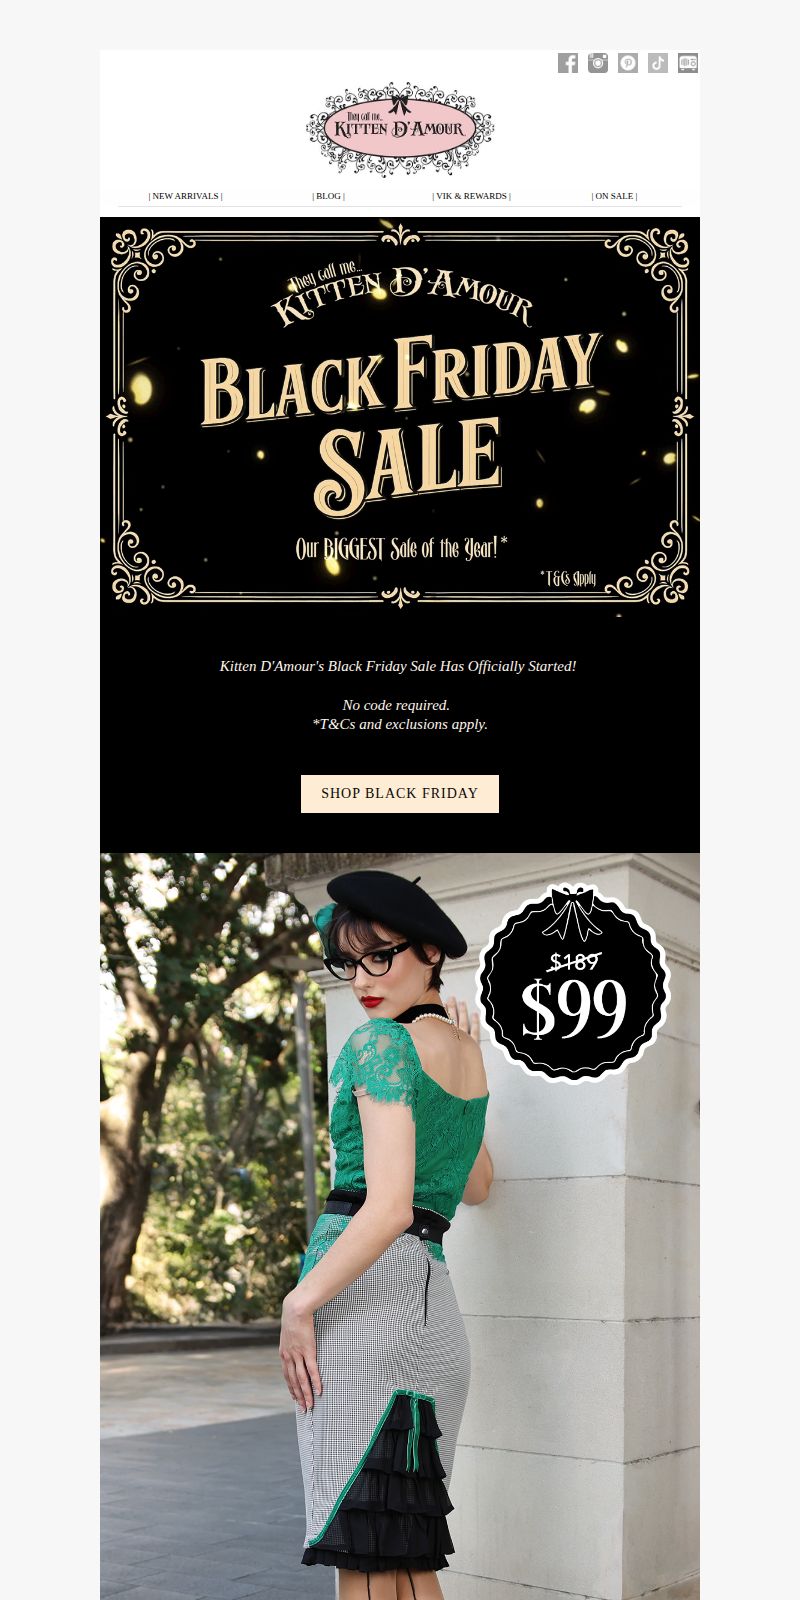 They call me...
KITTEN D'AMOUR
| NEW ARRIVALS |
| BLOG |
| VIK & REWARDS |
| ON SALE |
They call me...
KITTEN D'AMOUR
BLACK FRIDAY
SALE
Our BIGGEST Sale of the Year!*
*T&Cs Apply
Kitten D'Amour's Black Friday Sale Has Officially Started!
No code required.
*T&Cs and exclusions apply.
SHOP BLACK FRIDAY
$189
$99